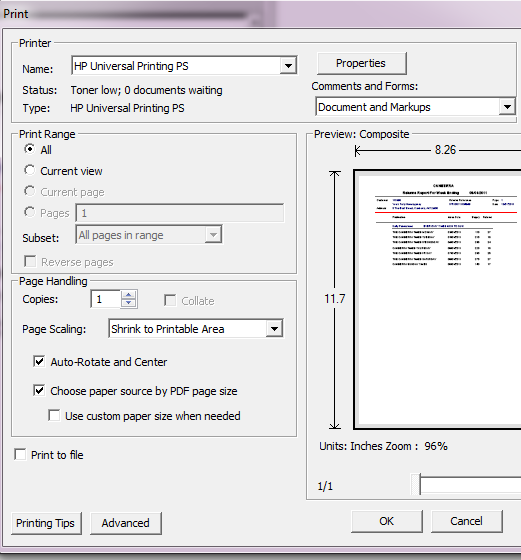 Print
Printer
Name: HP Universal Printing PS Properties
Status: Toner low; 0 documents waiting Comments and Forms:
Type: HP Universal Printing PS Document and Markups
Print Range
All
Current view
Current page
Pages 1
Subset: All pages in range
Reverse pages
Page Handling
Copies: 1 Collate
Page Scaling: Shrink to Printable Area
Auto-Rotate and Center
Choose paper source by PDF page size
Use custom paper size when needed
Print to file
Preview: Composite
8.26
CANBERRA
11.7
Units: Inches Zoom : 96%
1/1
Printing Tips Advanced OK Cancel